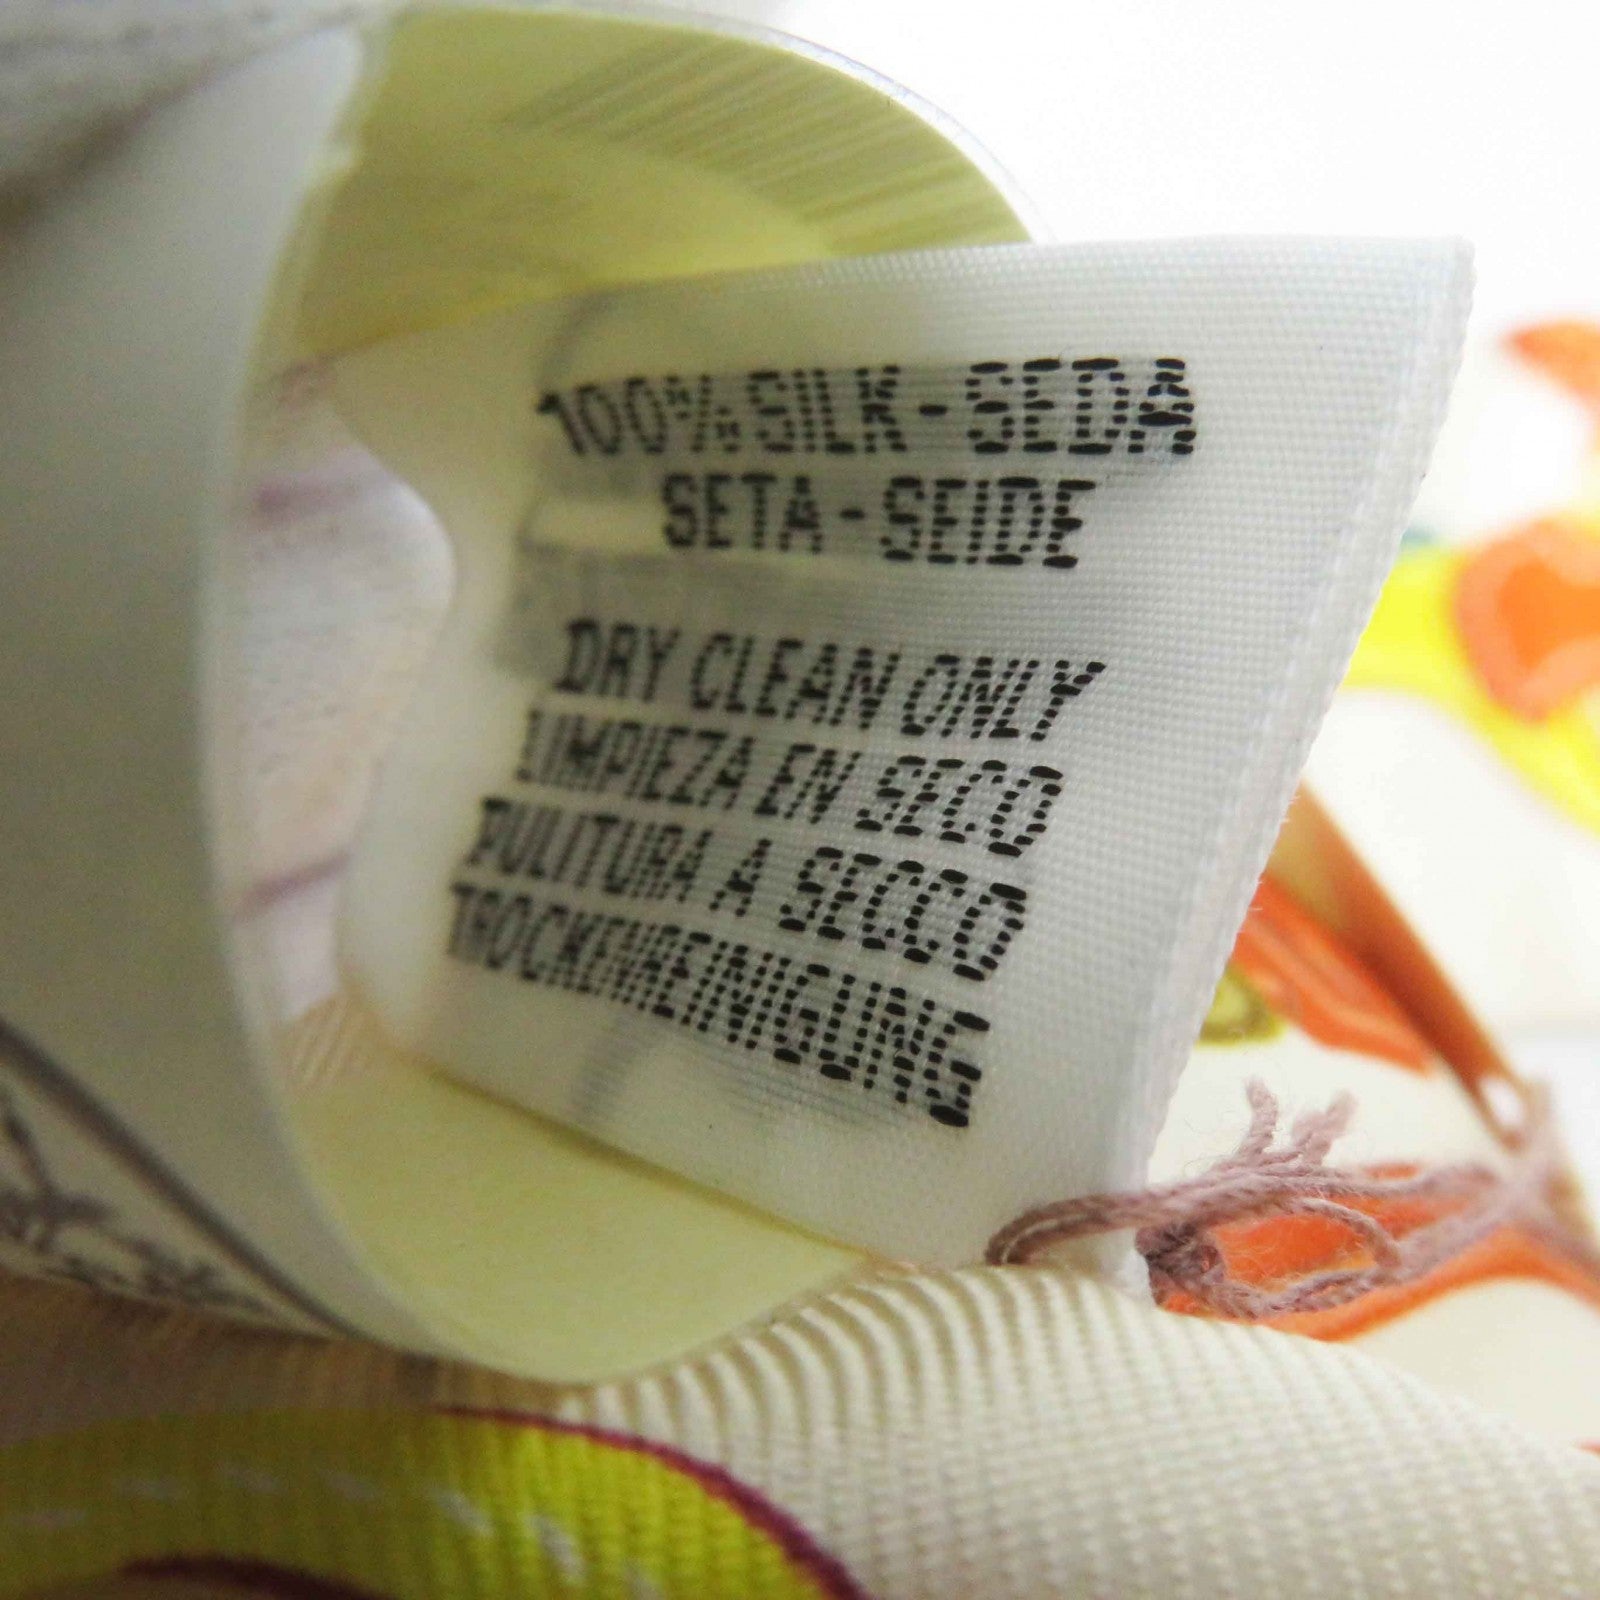 100% SILK - SEDA
SETA - SEIDE
DRY CLEAN ONLY
LIMPIEZA EN SECO
PULITURA A SECCO
TROCKENREINIGUNG